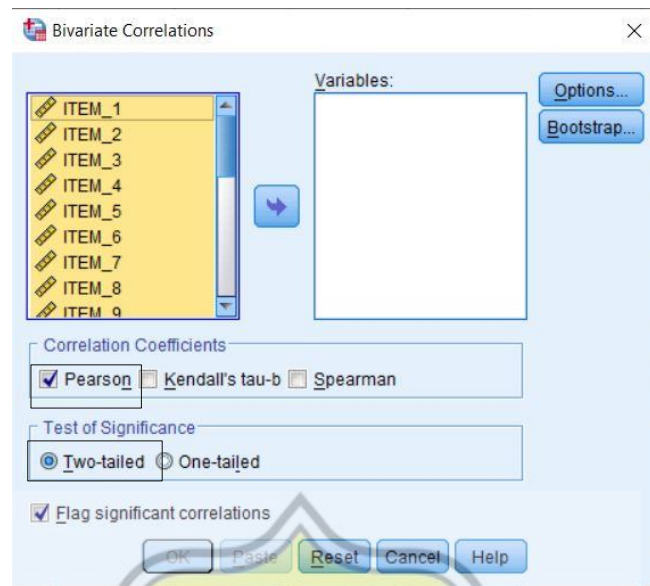 Bivariate Correlations
Variables:
ITEM_1
ITEM_2
ITEM_3
ITEM_4
ITEM_5
ITEM_6
ITEM_7
ITEM_8
ITEM_9
Options...
Bootstrap...
Correlation Coefficients
Pearson Kendall's tau-b Spearman
Test of Significance
Two-tailed One-tailed
Flag significant correlations
OK Paste Reset Cancel Help